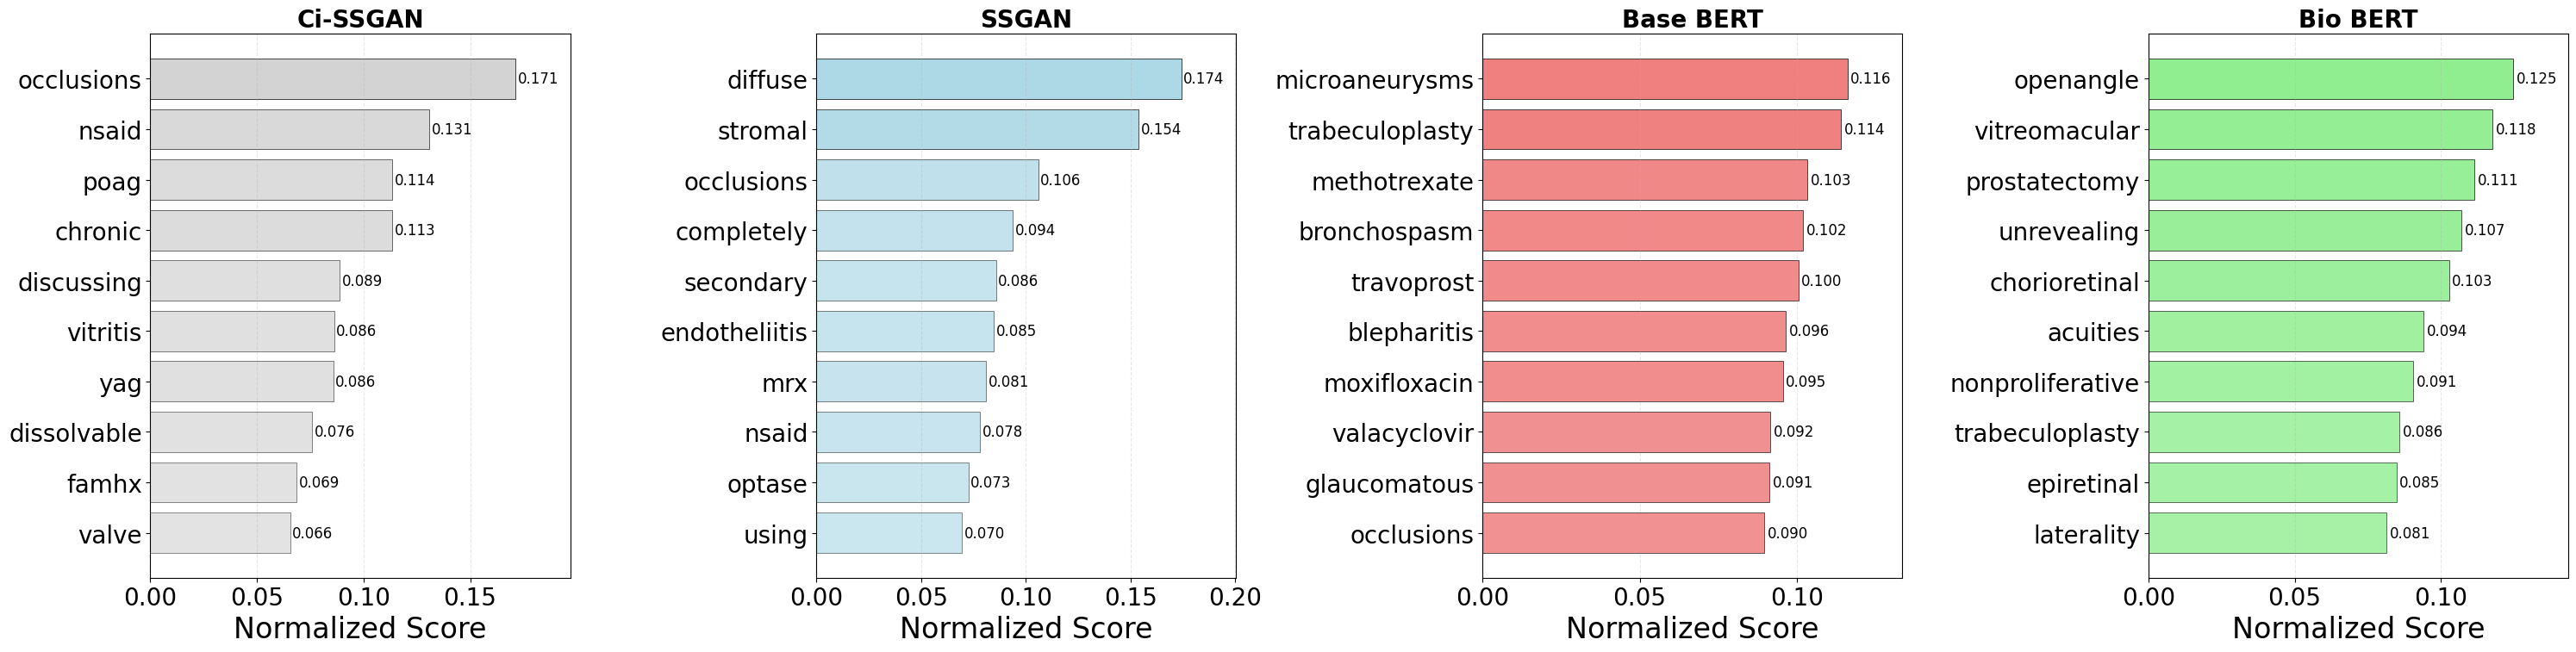 Ci-SSGAN
occlusions 0.171
nsaid 0.131
poag 0.114
chronic 0.113
discussing 0.089
vitritis 0.086
yag 0.086
dissolvable 0.076
famhx 0.069
valve 0.066
0.00 0.05 0.10 0.15
Normalized Score
SSGAN
diffuse 0.174
stromal 0.154
occlusions 0.106
completely 0.094
secondary 0.086
endotheliitis 0.085
mrx 0.081
nsaid 0.078
optase 0.073
using 0.070
0.00 0.05 0.10 0.15 0.20
Normalized Score
Base BERT
microaneurysms 0.116
trabeculoplasty 0.114
methotrexate 0.103
bronchospasm 0.102
travoprost 0.100
blepharitis 0.096
moxifloxacin 0.095
valacyclovir 0.092
glaucomatous 0.091
occlusions 0.090
0.00 0.05 0.10
Normalized Score
Bio BERT
openangle 0.125
vitreomacular 0.118
prostatectomy 0.111
unrevealing 0.107
chorioretinal 0.103
acuities 0.094
nonproliferative 0.091
trabeculoplasty 0.086
epiretinal 0.085
laterality 0.081
0.00 0.05 0.10
Normalized Score